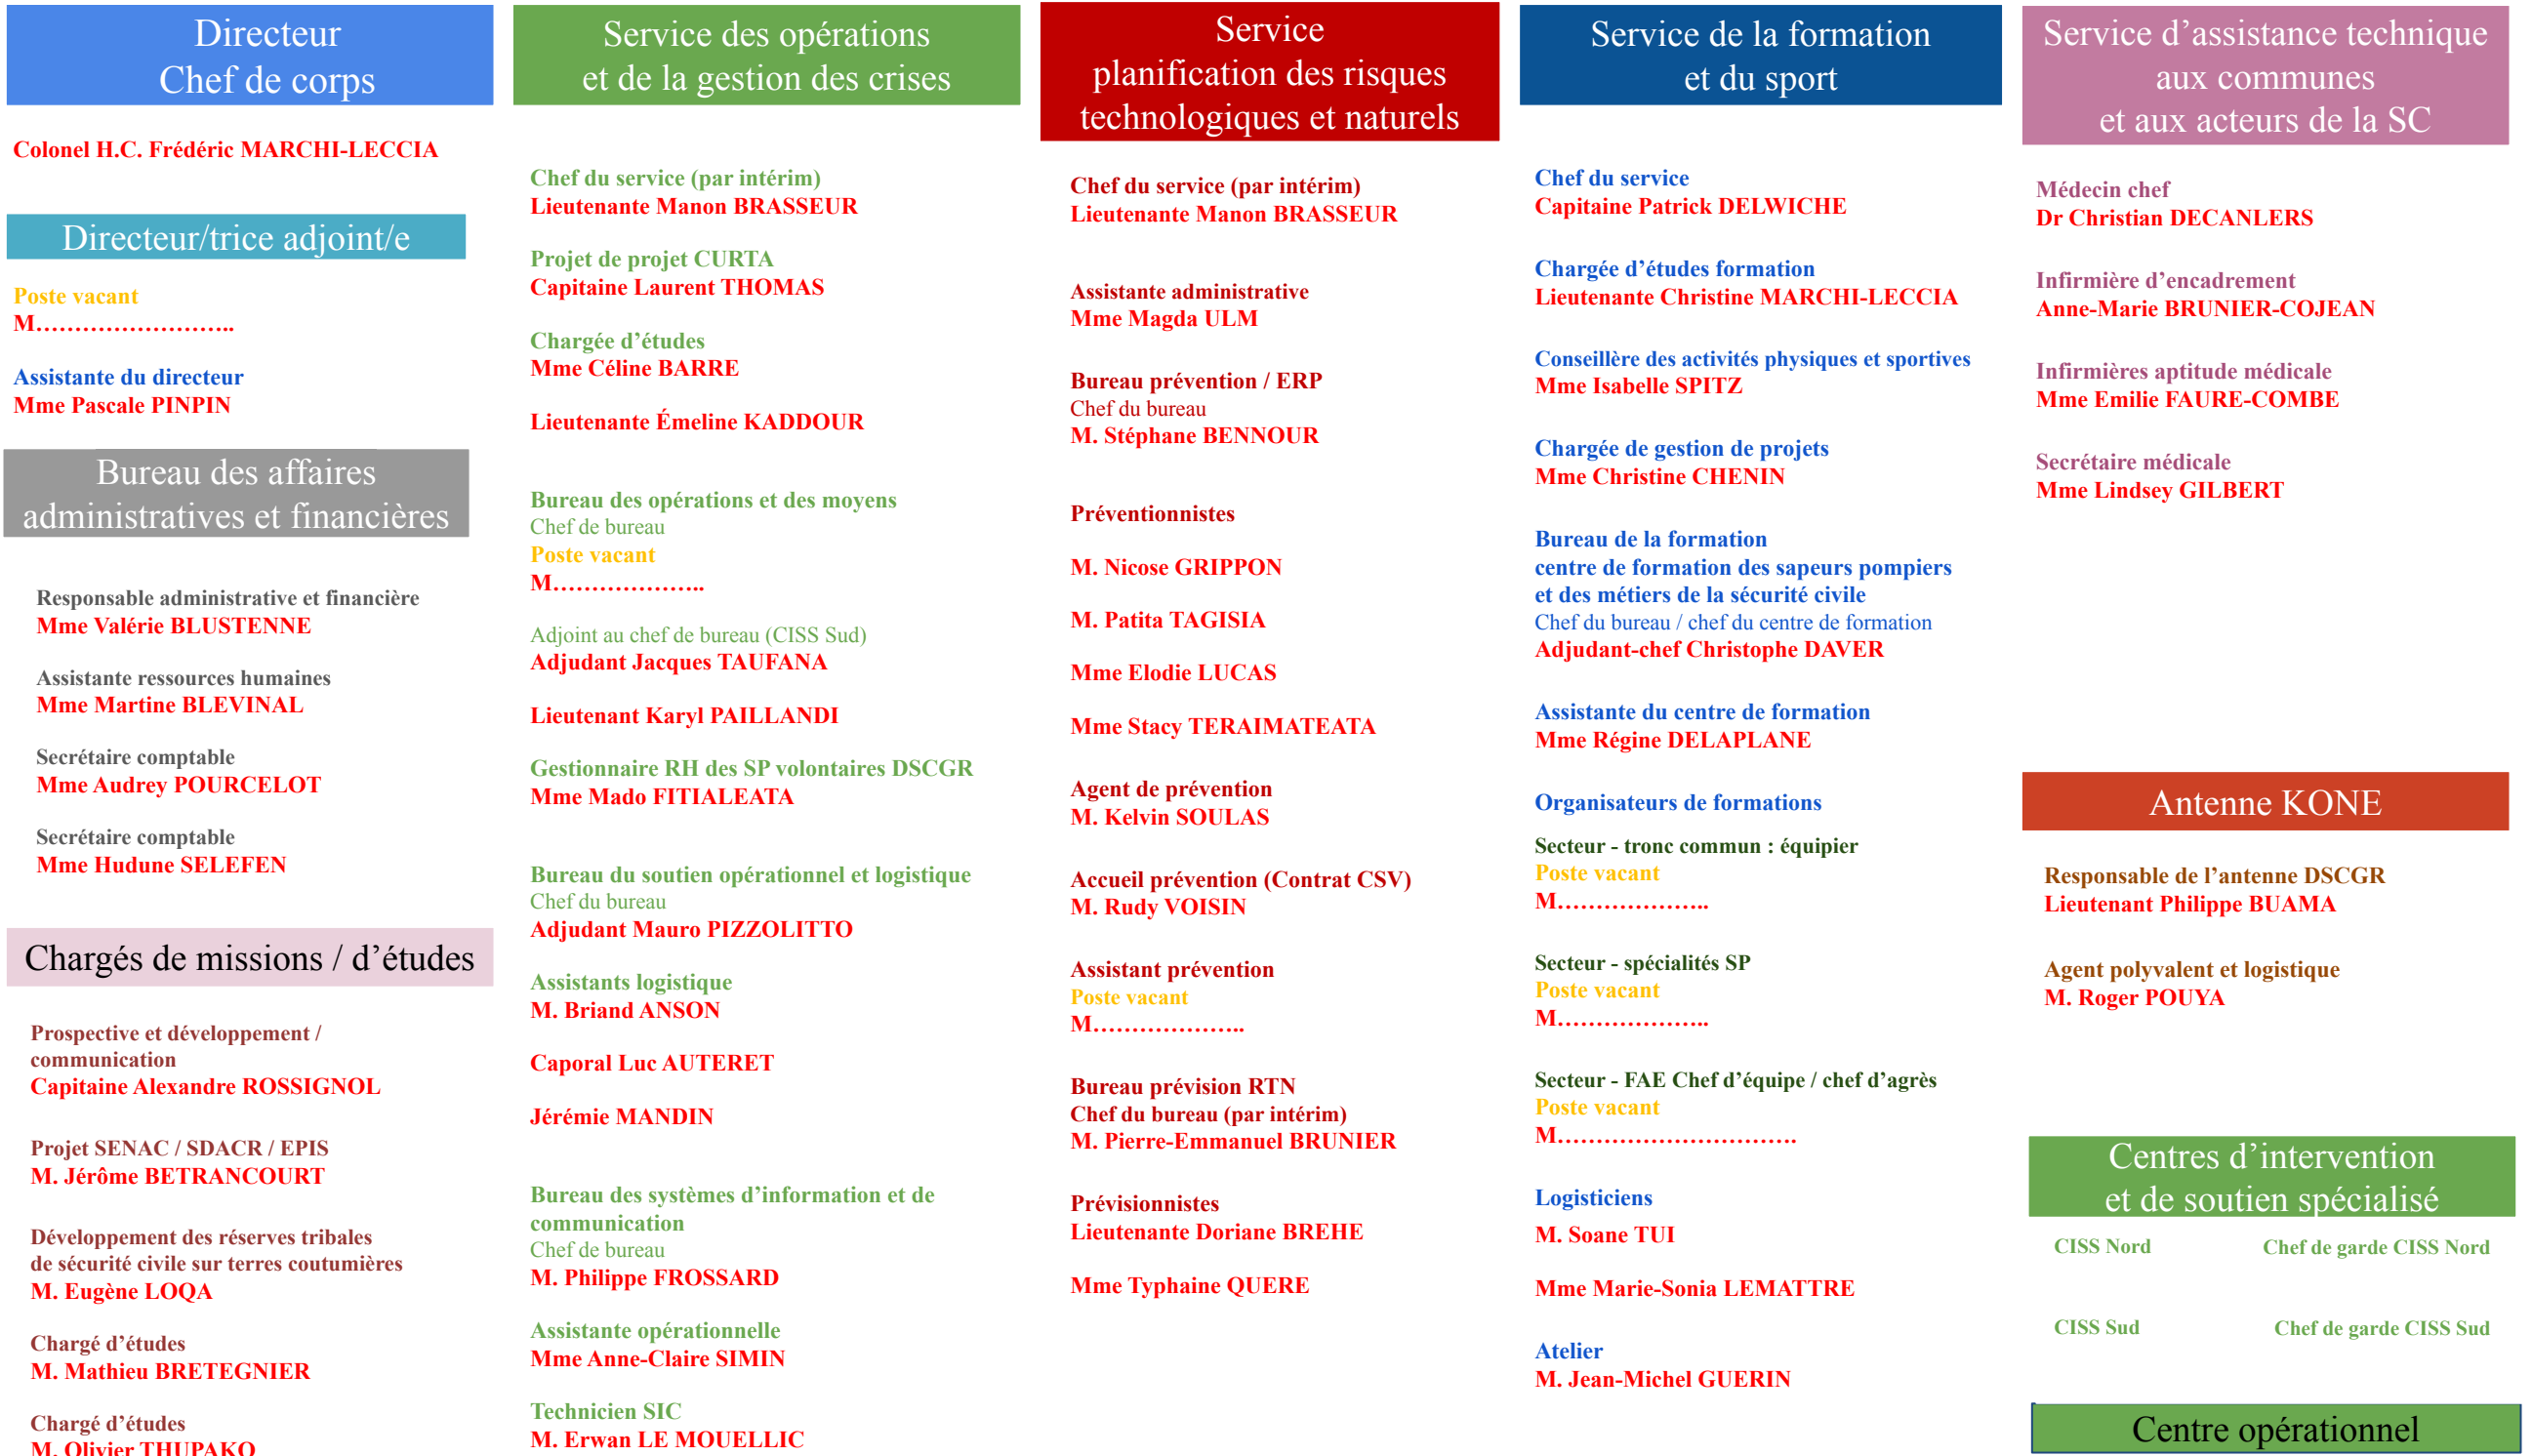 Directeur
Chef de corps
Colonel H.C. Frédéric MARCHI-LECCIA
Directeur/trice adjoint/e
Poste vacant
M……………………..
Assistante du directeur
Mme Pascale PINPIN
Bureau des affaires
administratives et financières
Responsable administrative et financière
Mme Valérie BLUSTENNE
Assistante ressources humaines
Mme Martine BLEVINAL
Secrétaire comptable
Mme Audrey POURCELOT
Secrétaire comptable
Mme Hudune SELEFEN
Chargés de missions / d’études
Prospective et développement /
communication
Capitaine Alexandre ROSSIGNOL
Projet SENAC / SDACR / EPIS
M. Jérôme BETRANCOURT
Développement des réserves tribales
de sécurité civile sur terres coutumières
M. Eugène LOQA
Chargé d’études
M. Mathieu BRETEGNIER
Chargé d’études
M. Olivier THUPAKO
Service des opérations
et de la gestion des crises
Chef du service (par intérim)
Lieutenante Manon BRASSEUR
Projet de projet CURTA
Capitaine Laurent THOMAS
Chargée d’études
Mme Céline BARRE
Lieutenante Émeline KADDOUR
Bureau des opérations et des moyens
Chef de bureau
Poste vacant
M………………..
Adjoint au chef de bureau (CISS Sud)
Adjudant Jacques TAUFANA
Lieutenant Karyl PAILLANDI
Gestionnaire RH des SP volontaires DSCGR
Mme Mado FITIALEATA
Bureau du soutien opérationnel et logistique
Chef du bureau
Adjudant Mauro PIZZOLITTO
Assistants logistique
M. Briand ANSON
Caporal Luc AUTERET
Jérémie MANDIN
Bureau des systèmes d’information et de
communication
Chef de bureau
M. Philippe FROSSARD
Assistante opérationnelle
Mme Anne-Claire SIMIN
Technicien SIC
M. Erwan LE MOUELLIC
Service
planification des risques
technologiques et naturels
Chef du service (par intérim)
Lieutenante Manon BRASSEUR
Assistante administrative
Mme Magda ULM
Bureau prévention / ERP
Chef du bureau
M. Stéphane BENNOUR
Préventionnistes
M. Nicose GRIPPON
M. Patita TAGISIA
Mme Elodie LUCAS
Mme Stacy TERAIMATEATA
Agent de prévention
M. Kelvin SOULAS
Accueil prévention (Contrat CSV)
M. Rudy VOISIN
Assistant prévention
Poste vacant
M………………..
Bureau prévision RTN
Chef du bureau (par intérim)
M. Pierre-Emmanuel BRUNIER
Prévisionnistes
Lieutenante Doriane BREHE
Mme Typhaine QUERE
Service de la formation
et du sport
Chef du service
Capitaine Patrick DELWICHE
Chargée d’études formation
Lieutenante Christine MARCHI-LECCIA
Conseillère des activités physiques et sportives
Mme Isabelle SPITZ
Chargée de gestion de projets
Mme Christine CHENIN
Bureau de la formation
centre de formation des sapeurs pompiers
et des métiers de la sécurité civile
Chef du bureau / chef du centre de formation
Adjudant-chef Christophe DAVER
Assistante du centre de formation
Mme Régine DELAPLANE
Organisateurs de formations
Secteur - tronc commun : équipier
Poste vacant
M………………..
Secteur - spécialités SP
Poste vacant
M………………..
Secteur - FAE Chef d’équipe / chef d’agrès
Poste vacant
M………………………….
Logisticiens
M. Soane TUI
Mme Marie-Sonia LEMATTRE
Atelier
M. Jean-Michel GUERIN
Service d’assistance technique
aux communes
et aux acteurs de la SC
Médecin chef
Dr Christian DECANLERS
Infirmière d’encadrement
Anne-Marie BRUNIER-COJEAN
Infirmières aptitude médicale
Mme Emilie FAURE-COMBE
Secrétaire médicale
Mme Lindsey GILBERT
Antenne KONE
Responsable de l’antenne DSCGR
Lieutenant Philippe BUAMA
Agent polyvalent et logistique
M. Roger POUYA
Centres d’intervention
et de soutien spécialisé
CISS Nord Chef de garde CISS Nord
CISS Sud Chef de garde CISS Sud
Centre opérationnel